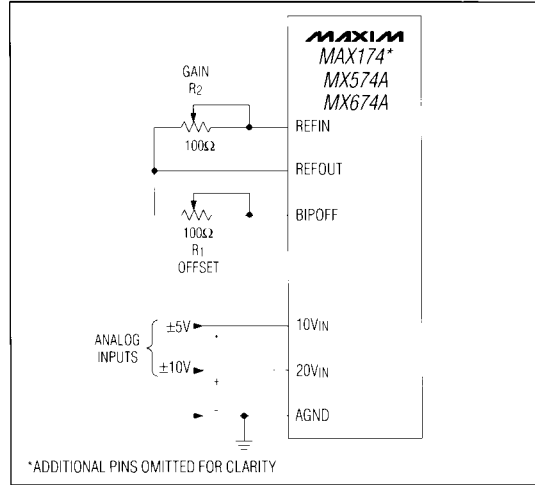 MAXIM
MAX174*
MX574A
MX674A
GAIN
R2
100Ω
REFIN
REFOUT
BIPOFF
100Ω
R1
OFFSET
ANALOG
INPUTS
±5V
10VIN
±10V
20VIN
+
-
AGND
*ADDITIONAL PINS OMITTED FOR CLARITY